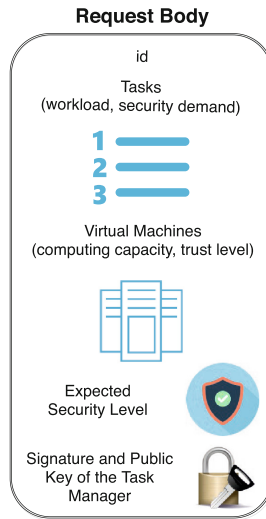 Request Body
id
Tasks
(workload, security demand)
1
2
3
Virtual Machines
(computing capacity, trust level)
Expected
Security Level
Signature and Public
Key of the Task
Manager